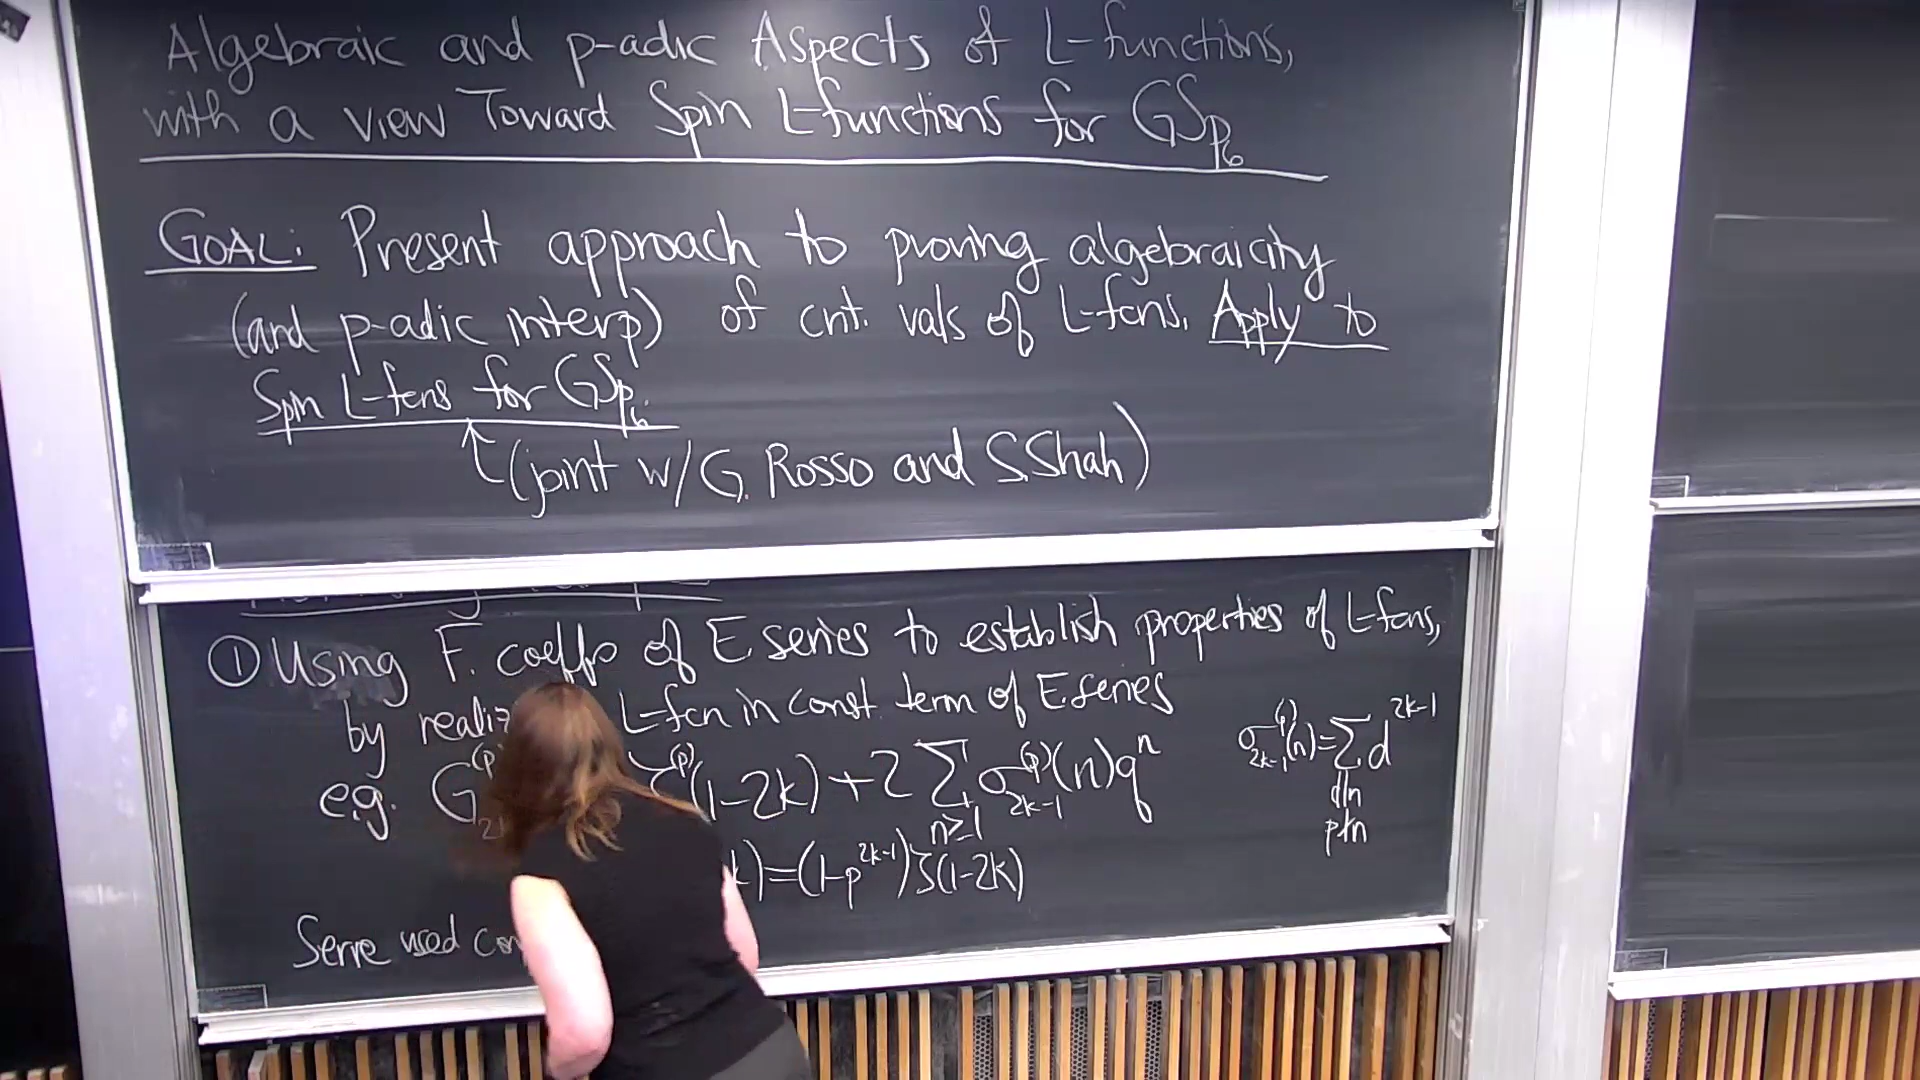 Algebraic and p-adic Aspects of L-functions,
with a view Toward Spin L-functions for GSp₆
GOAL: Present approach to proving algebraicity
(and p-adic interp) of crit. vals of L-fcns. Apply to
Spin L-fcns for GSp₆.
(joint w/ G. Rosso and S. Shah)
① Using F. coeffs of E series to establish properties of L-fcns,
by L-fcn in const. term of E. series
e.g. G ζ^(p)(1-2k) + 2 ∑_{n≥1} σ_{2k-1}^{(p)}(n) q^n
σ_{2k-1}^{(p)}(n) = ∑_{d|n, p∤n} d^{2k-1}
k) = (1-p^{2k-1}) ζ(1-2k)
Serre used